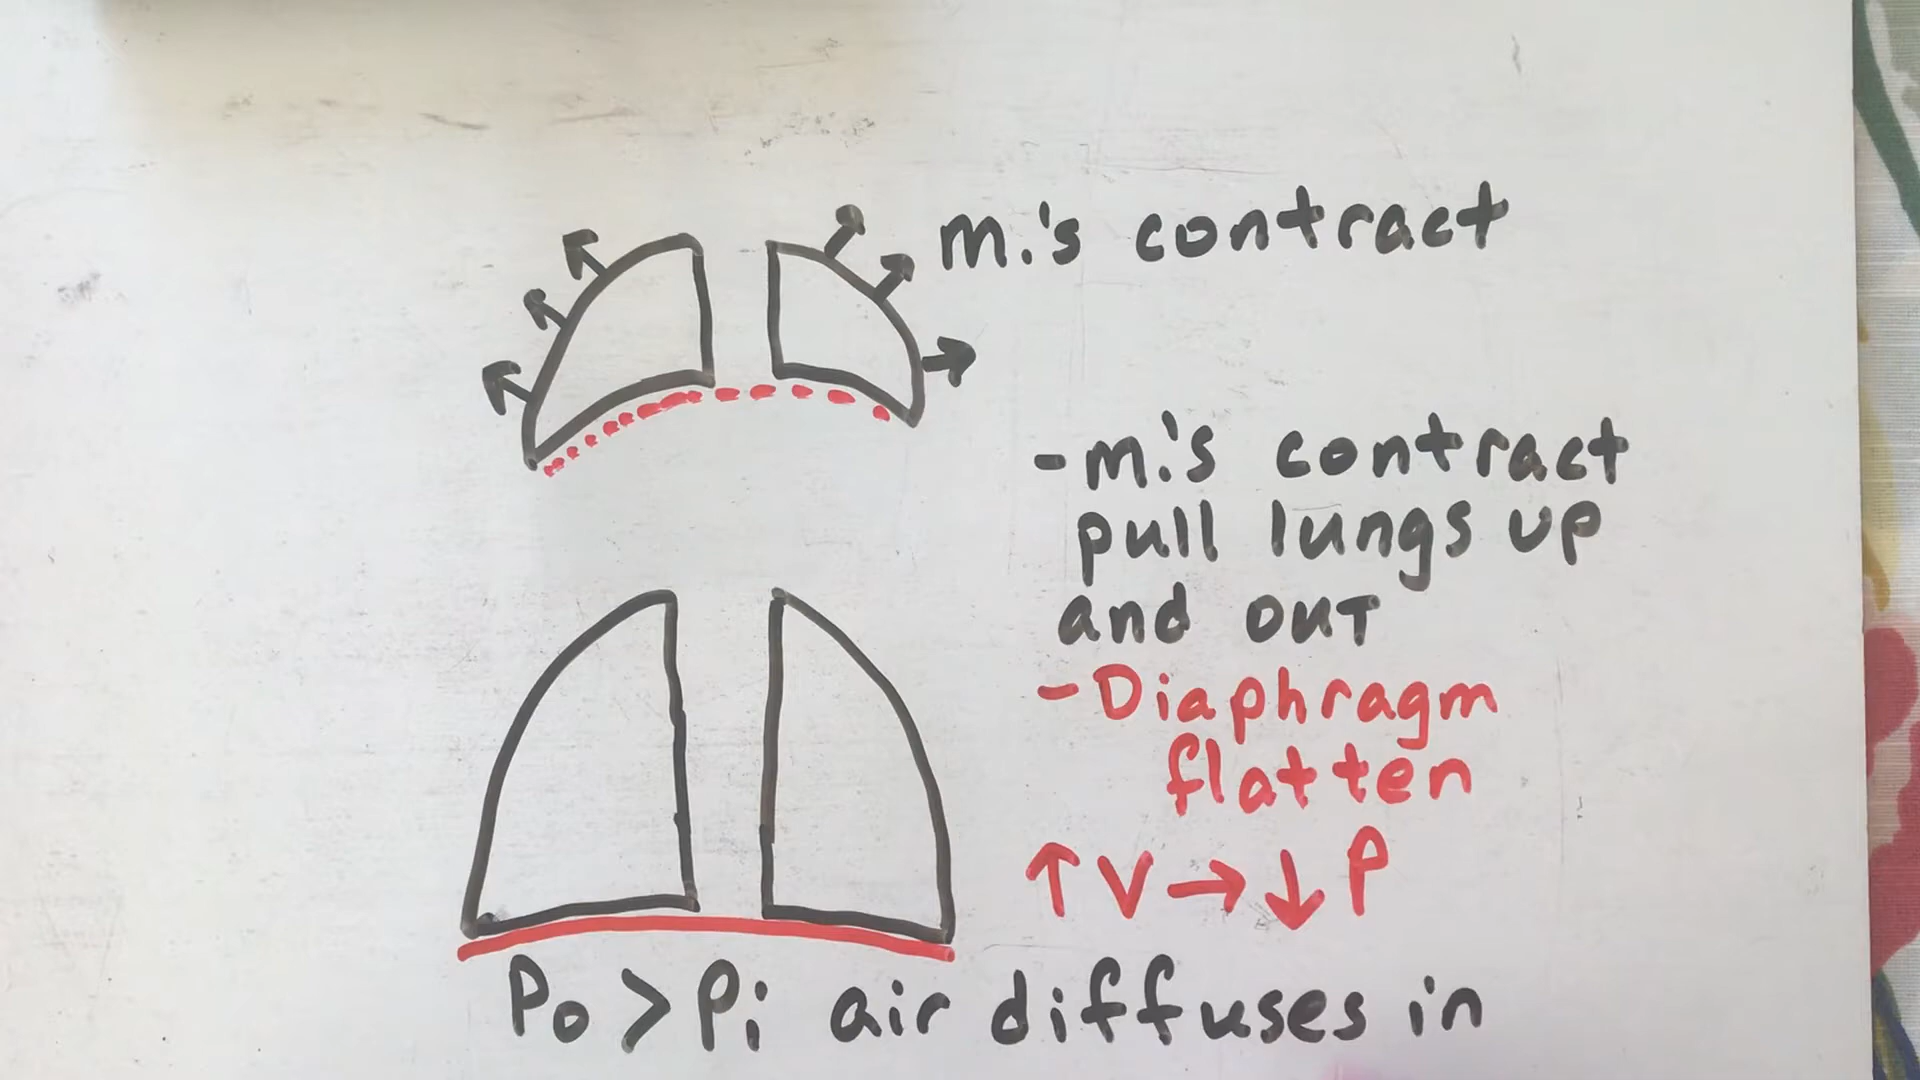 m.'s contract
-m.'s contract
pull lungs up
and out
-Diaphragm
flatten
↑V→↓P
Po>Pi air diffuses in